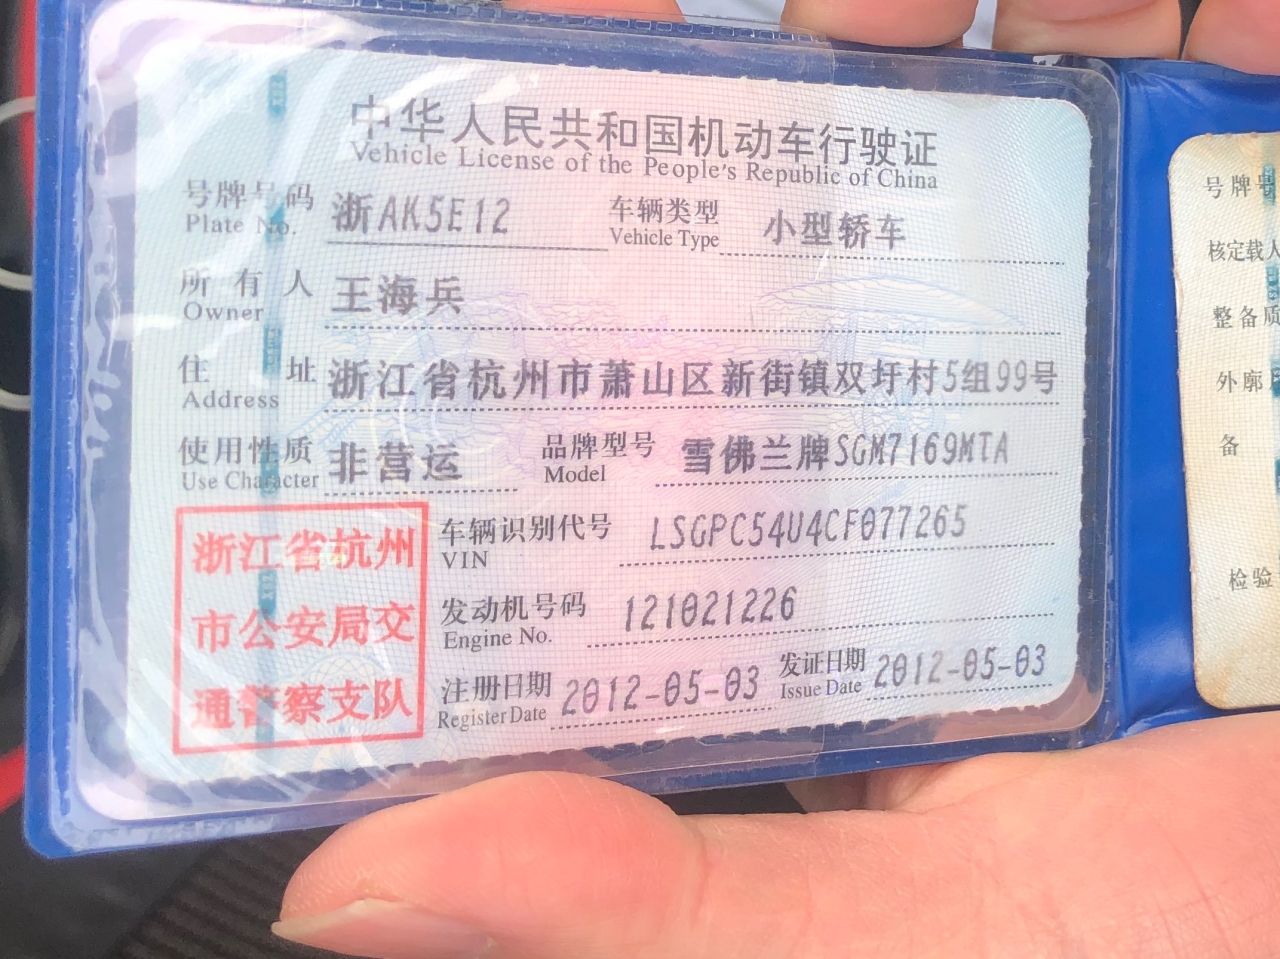 中华人民共和国机动车行驶证
Vehicle License of the People's Republic of China
号牌号码 浙AK5E12 车辆类型 小型轿车
Plate No. Vehicle Type
所有人 王海兵
Owner
住址 浙江省杭州市萧山区新街镇双圩村5组99号
Address
使用性质 非营运 品牌型号 雪佛兰牌SGM7169MTA
Use Character Model
浙江省杭州
市公安局交
通警察支队
车辆识别代号 LSGPC54U4CF077265
VIN
发动机号码 121021226
Engine No.
注册日期 2012-05-03 发证日期 2012-05-03
Register Date Issue Date
号牌号
核定载人
整备质
外廓
备
检验